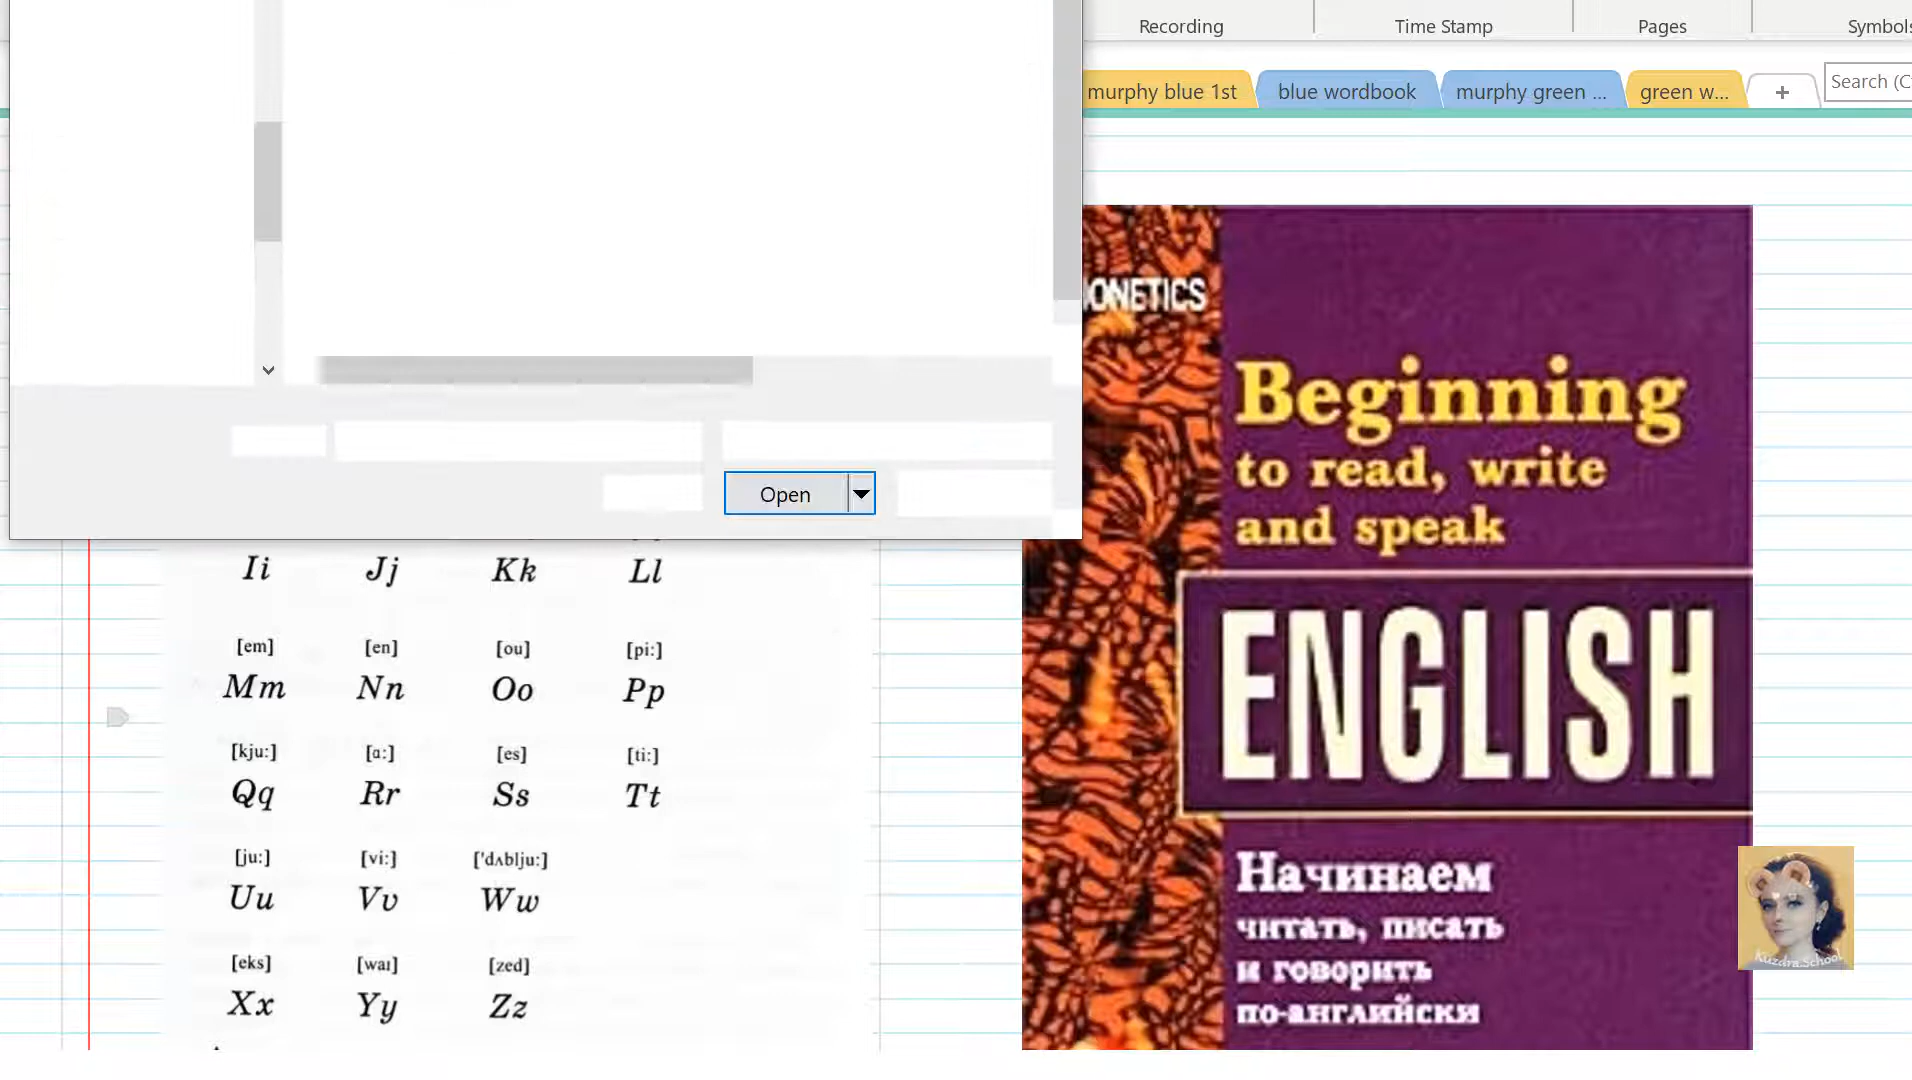 Recording
Time Stamp
Pages
Symbols
murphy blue 1st
blue wordbook
murphy green ...
green w...
+
Search (C
Open
Ii Jj Kk Ll
[em] [en] [ou] [pi:]
Mm Nn Oo Pp
[kju:] [ɑ:] [es] [ti:]
Qq Rr Ss Tt
[ju:] [vi:] ['dʌblju:]
Uu Vv Ww
[eks] [waɪ] [zed]
Xx Yy Zz
ONETICS
Beginning
to read, write
and speak
ENGLISH
Начинаем
читать, писать
и говорить
по-английски
Kuzdra.School